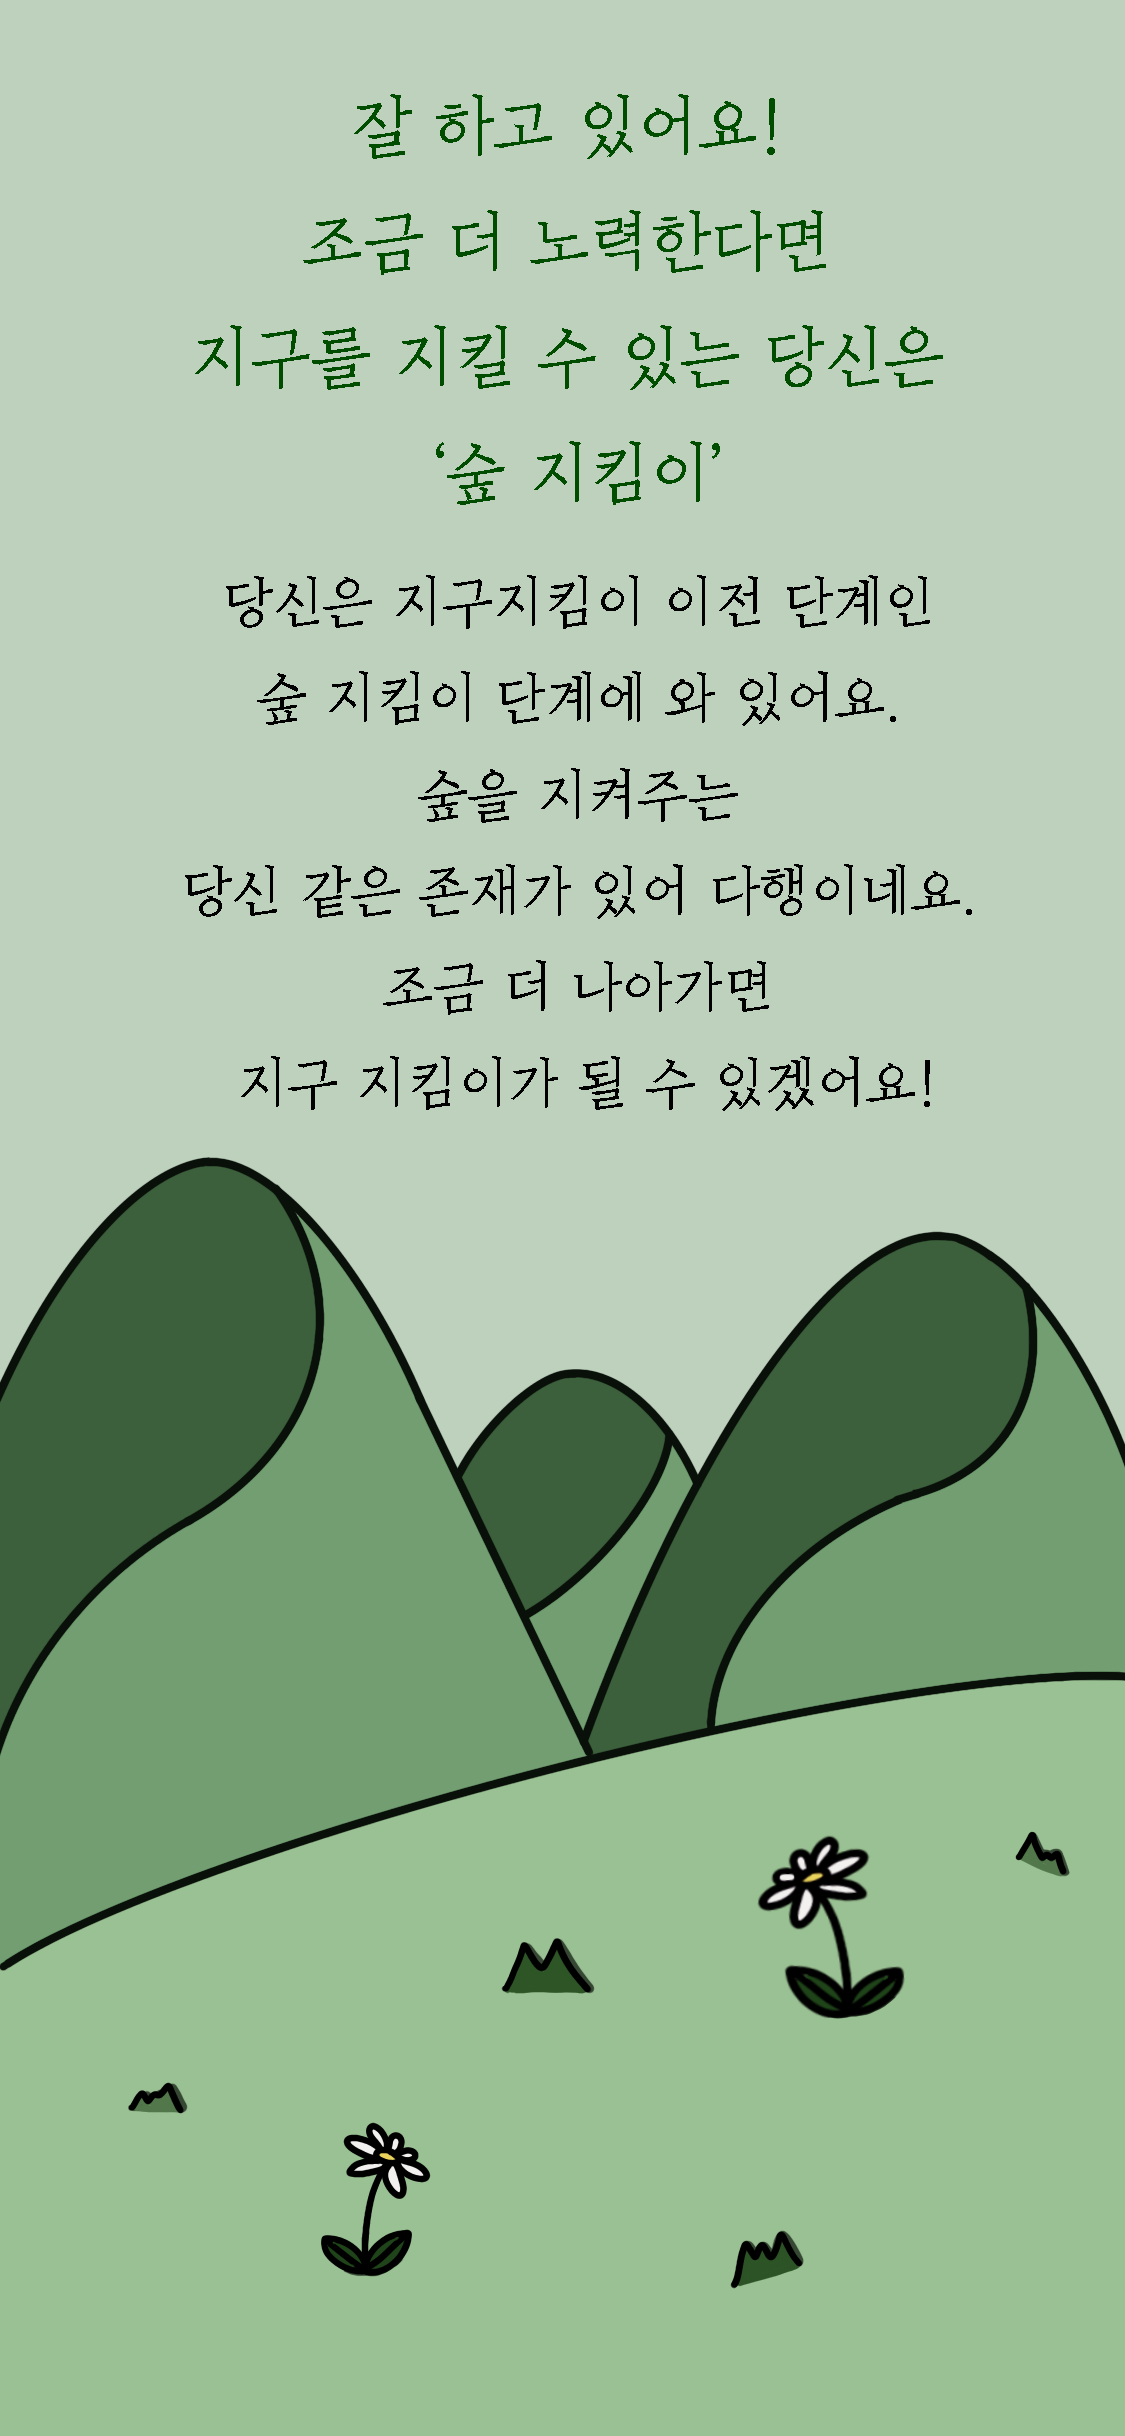 잘 하고 있어요!
조금 더 노력한다면
지구를 지킬 수 있는 당신은
‘숲 지킴이’
당신은 지구지킴이 이전 단계인
숲 지킴이 단계에 와 있어요.
숲을 지켜주는
당신 같은 존재가 있어 다행이네요.
조금 더 나아가면
지구 지킴이가 될 수 있겠어요!